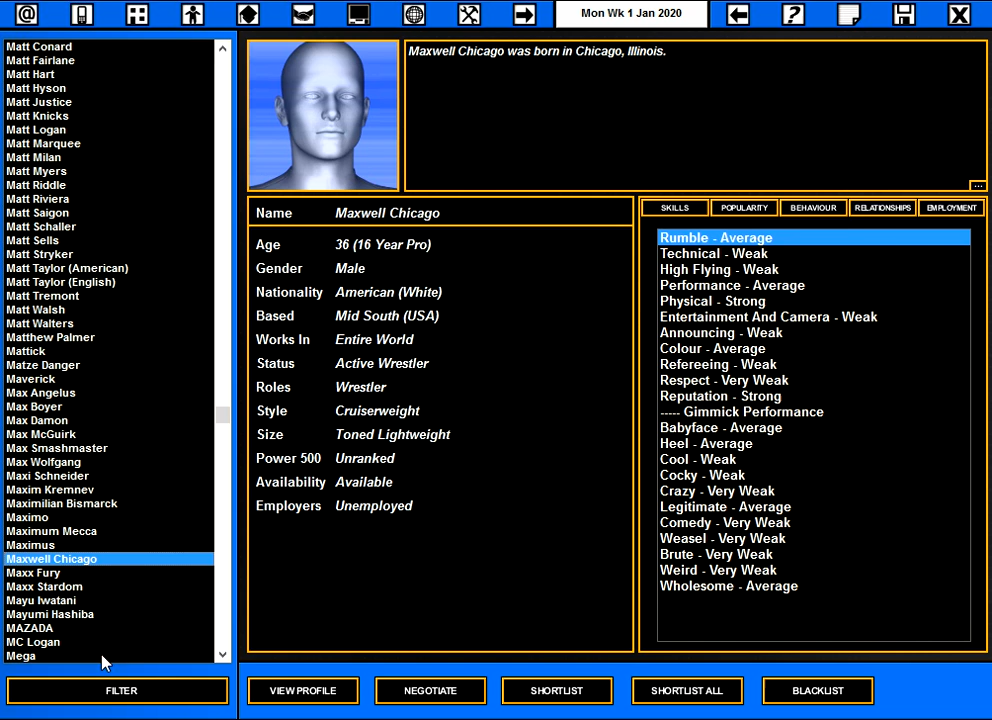 Mon Wk 1 Jan 2020
Matt Conard
Matt Fairlane
Matt Hart
Matt Hyson
Matt Justice
Matt Knicks
Matt Logan
Matt Marquee
Matt Milan
Matt Myers
Matt Riddle
Matt Riviera
Matt Saigon
Matt Schaller
Matt Sells
Matt Stryker
Matt Taylor (American)
Matt Taylor (English)
Matt Tremont
Matt Walsh
Matt Walters
Matthew Palmer
Mattick
Matze Danger
Maverick
Max Angelus
Max Boyer
Max Damon
Max McGuirk
Max Smashmaster
Max Wolfgang
Maxi Schneider
Maxim Kremnev
Maximilian Bismarck
Maximo
Maximum Mecca
Maximus
Maxwell Chicago
Maxx Fury
Maxx Stardom
Mayu Iwatani
Mayumi Hashiba
MAZADA
MC Logan
Mega
FILTER
Maxwell Chicago was born in Chicago, Illinois.
...
Name Maxwell Chicago
Age 36 (16 Year Pro)
Gender Male
Nationality American (White)
Based Mid South (USA)
Works In Entire World
Status Active Wrestler
Roles Wrestler
Style Cruiserweight
Size Toned Lightweight
Power 500 Unranked
Availability Available
Employers Unemployed
SKILLS POPULARITY BEHAVIOUR RELATIONSHIPS EMPLOYMENT
Rumble - Average
Technical - Weak
High Flying - Weak
Performance - Average
Physical - Strong
Entertainment And Camera - Weak
Announcing - Weak
Colour - Average
Refereeing - Weak
Respect - Very Weak
Reputation - Strong
----- Gimmick Performance
Babyface - Average
Heel - Average
Cool - Weak
Cocky - Weak
Crazy - Very Weak
Legitimate - Average
Comedy - Very Weak
Weasel - Very Weak
Brute - Very Weak
Weird - Very Weak
Wholesome - Average
VIEW PROFILE NEGOTIATE SHORTLIST SHORTLIST ALL BLACKLIST